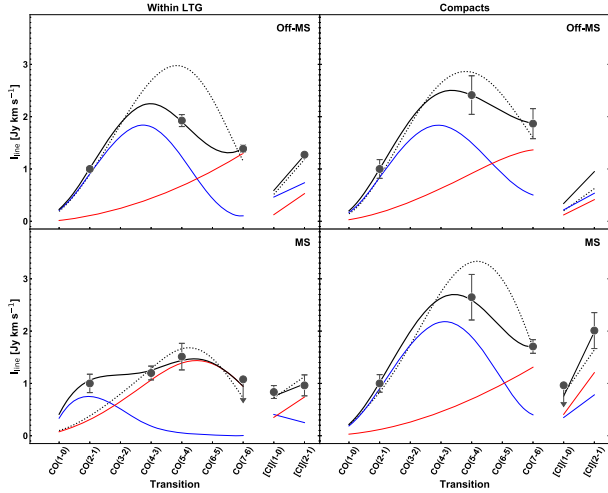 Within LTG
Compacts
Off-MS
Off-MS
I_line [Jy km s⁻¹]
3
2
1
0
MS
MS
I_line [Jy km s⁻¹]
3
2
1
0
CO(1-0)
CO(2-1)
CO(3-2)
CO(4-3)
CO(5-4)
CO(6-5)
CO(7-6)
[CI](1-0)
[CI](2-1)
CO(1-0)
CO(2-1)
CO(3-2)
CO(4-3)
CO(5-4)
CO(6-5)
CO(7-6)
[CI](1-0)
[CI](2-1)
Transition
Transition